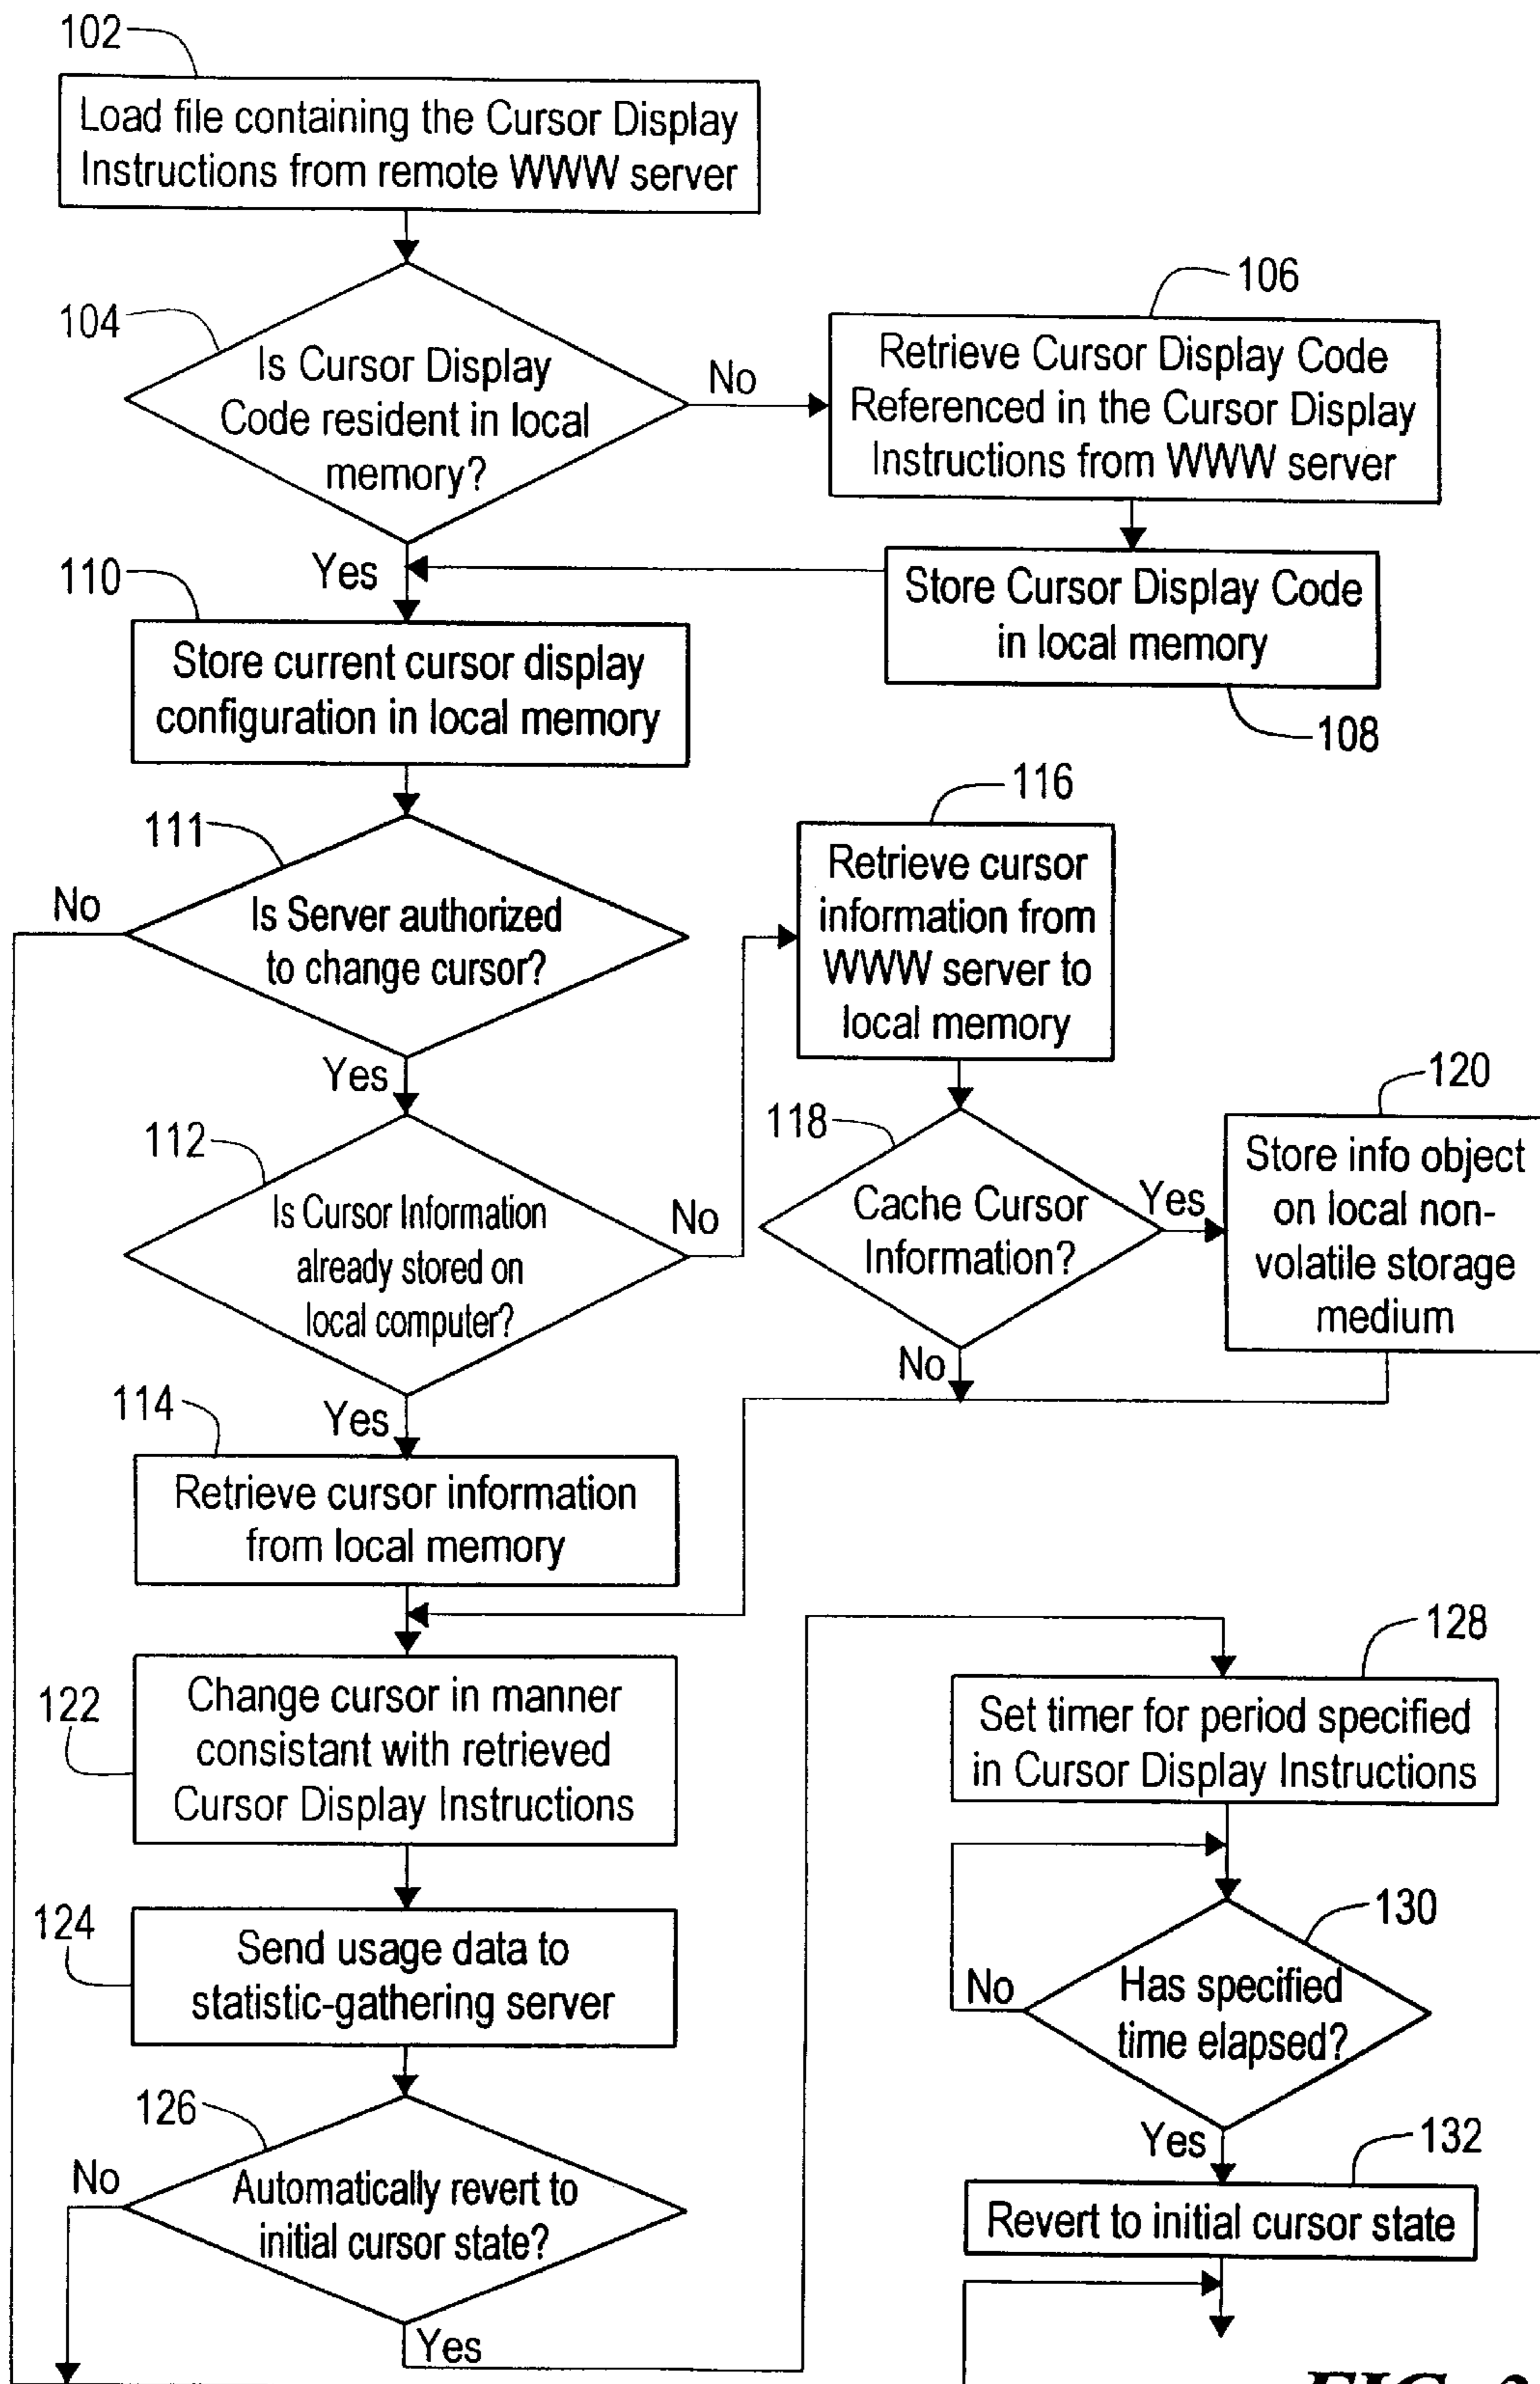 102
Load file containing the Cursor Display
Instructions from remote WWW server
104
Is Cursor Display
Code resident in local
memory?
No
106
Retrieve Cursor Display Code
Referenced in the Cursor Display
Instructions from WWW server
Yes
Store Cursor Display Code
in local memory
108
110
Store current cursor display
configuration in local memory
111
No
Is Server authorized
to change cursor?
Yes
116
Retrieve cursor
information from
WWW server to
local memory
112
Is Cursor Information
already stored on
local computer?
No
118
Cache Cursor
Information?
Yes
120
Store info object
on local non-
volatile storage
medium
No
Yes
114
Retrieve cursor information
from local memory
122
Change cursor in manner
consistant with retrieved
Cursor Display Instructions
124
Send usage data to
statistic-gathering server
126
No
Automatically revert to
initial cursor state?
Yes
128
Set timer for period specified
in Cursor Display Instructions
130
No
Has specified
time elapsed?
Yes
132
Revert to initial cursor state
FIG.